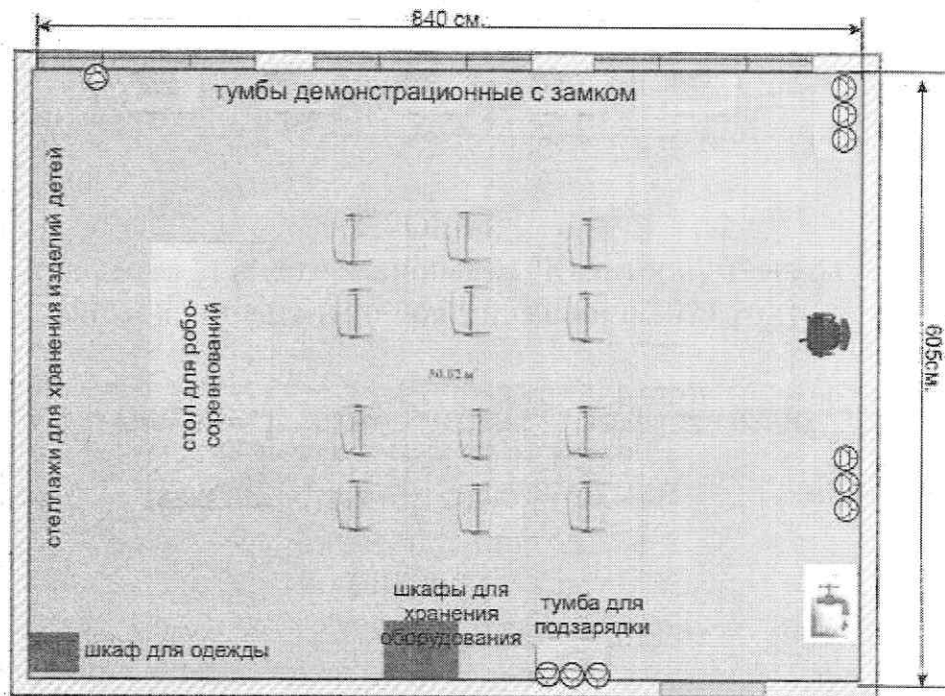 840 см.
тумбы демонстрационные с замком
стеллажи для хранения изделий детей
стол для робо-
соревнований
605см.
шкафы для
хранения
оборудования
тумба для
подзарядки
шкаф для одежды